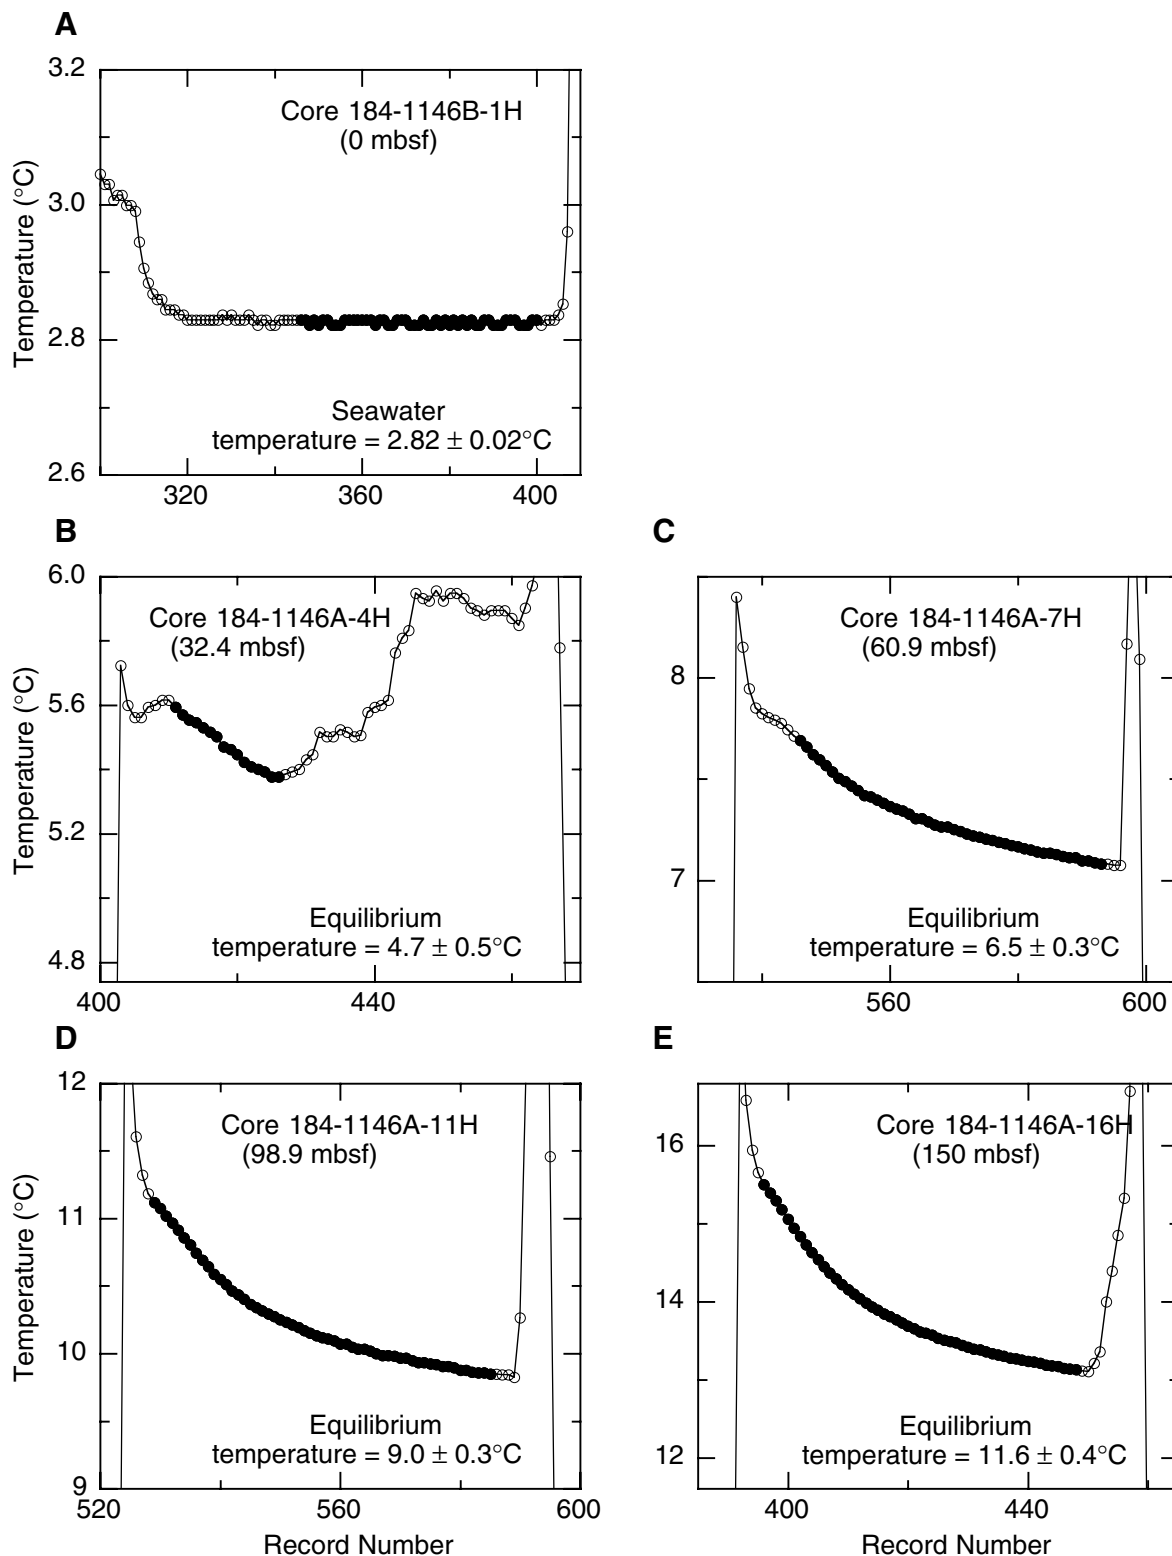 A
3.2
3.0
2.8
2.6
Temperature (°C)
Core 184-1146B-1H
(0 mbsf)
Seawater
temperature = 2.82 ± 0.02°C
320
360
400
B
6.0
5.6
5.2
4.8
Temperature (°C)
Core 184-1146A-4H
(32.4 mbsf)
Equilibrium
temperature = 4.7 ± 0.5°C
400
440
C
8
7
Core 184-1146A-7H
(60.9 mbsf)
Equilibrium
temperature = 6.5 ± 0.3°C
560
600
D
12
11
10
9
Temperature (°C)
Core 184-1146A-11H
(98.9 mbsf)
Equilibrium
temperature = 9.0 ± 0.3°C
520
560
600
Record Number
E
16
14
12
Core 184-1146A-16H
(150 mbsf)
Equilibrium
temperature = 11.6 ± 0.4°C
400
440
Record Number